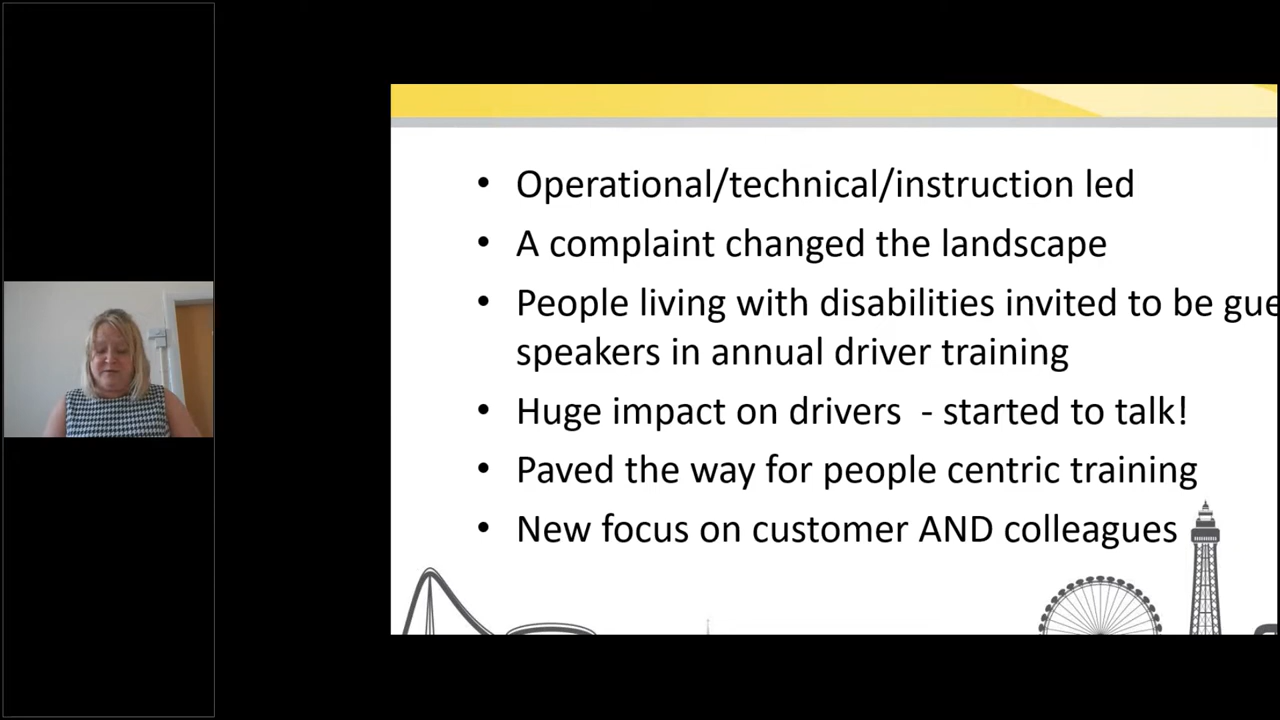 • Operational/technical/instruction led
• A complaint changed the landscape
• People living with disabilities invited to be gue
speakers in annual driver training
• Huge impact on drivers  - started to talk!
• Paved the way for people centric training
• New focus on customer AND colleagues